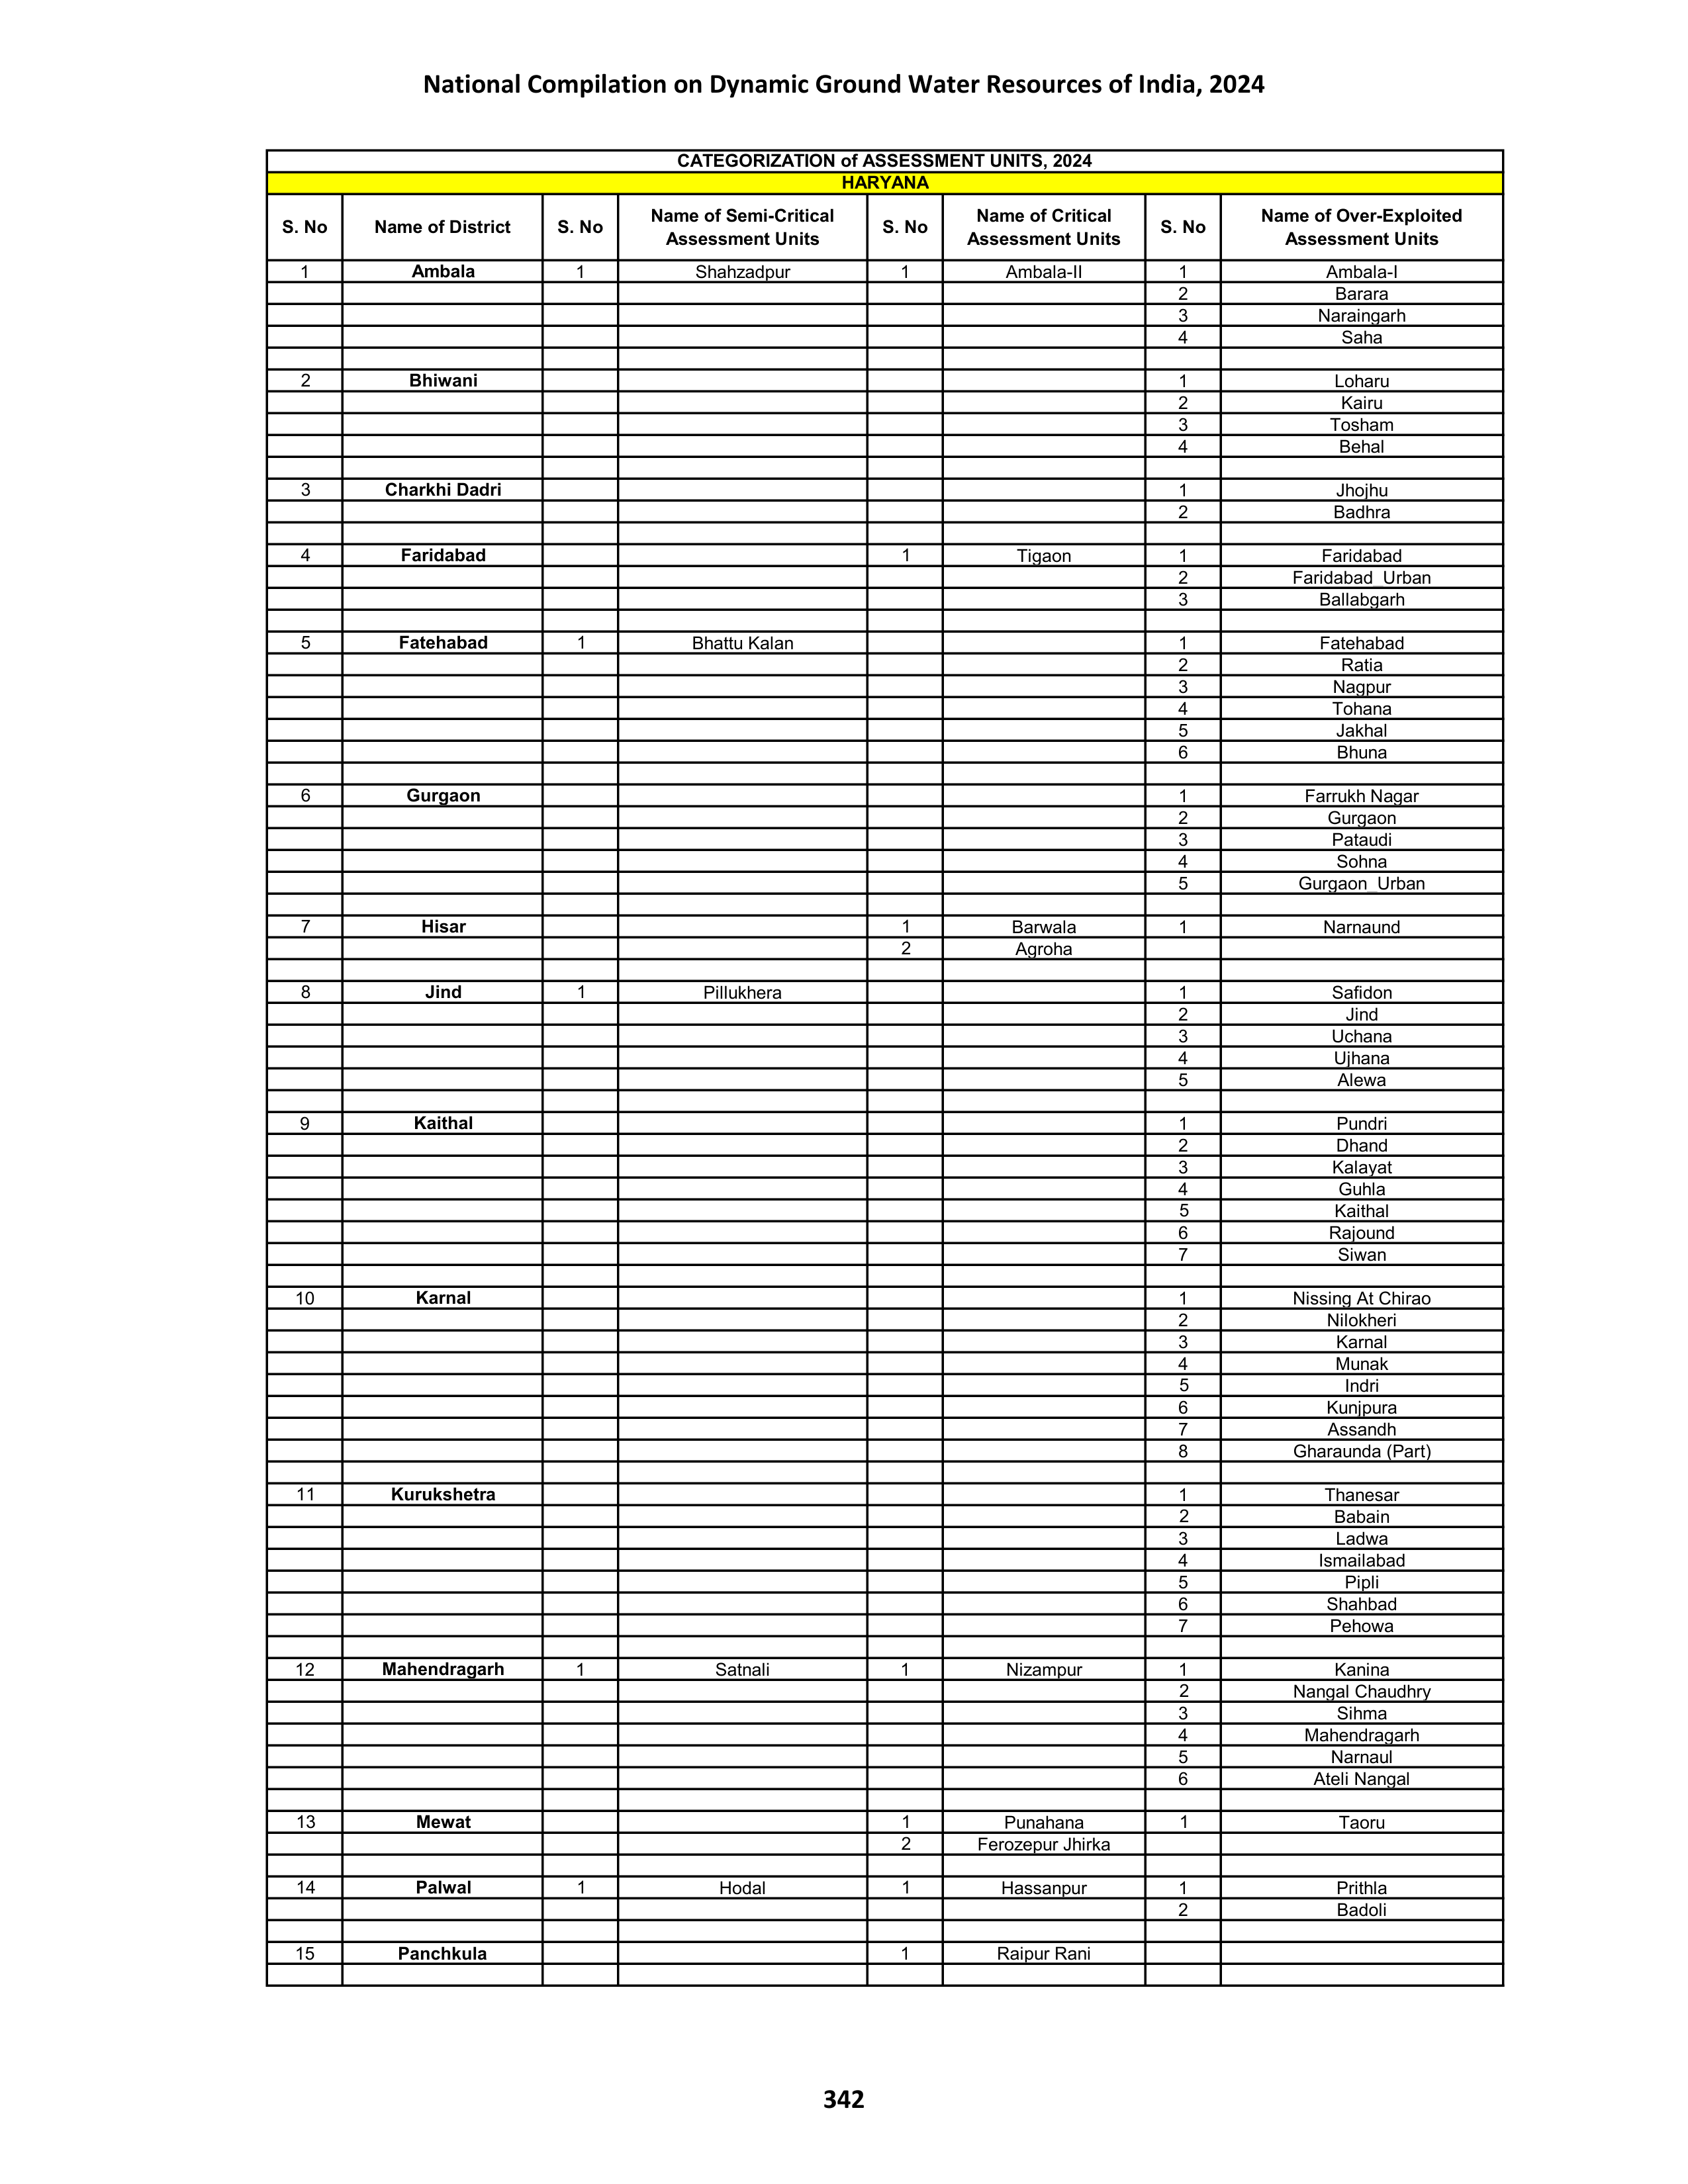 National Compilation on Dynamic Ground Water Resources of India, 2024
CATEGORIZATION of ASSESSMENT UNITS, 2024
HARYANA
S. No Name of District S. No Name of Semi-Critical Assessment Units S. No Name of Critical Assessment Units S. No Name of Over-Exploited Assessment Units
1 Ambala 1 Shahzadpur 1 Ambala-II 1 Ambala-I
2 Barara
3 Naraingarh
4 Saha
2 Bhiwani 1 Loharu
2 Kairu
3 Tosham
4 Behal
3 Charkhi Dadri 1 Jhojhu
2 Badhra
4 Faridabad 1 Tigaon 1 Faridabad
2 Faridabad_Urban
3 Ballabgarh
5 Fatehabad 1 Bhattu Kalan 1 Fatehabad
2 Ratia
3 Nagpur
4 Tohana
5 Jakhal
6 Bhuna
6 Gurgaon 1 Farrukh Nagar
2 Gurgaon
3 Pataudi
4 Sohna
5 Gurgaon_Urban
7 Hisar 1 Barwala 1 Narnaund
2 Agroha
8 Jind 1 Pillukhera 1 Safidon
2 Jind
3 Uchana
4 Ujhana
5 Alewa
9 Kaithal 1 Pundri
2 Dhand
3 Kalayat
4 Guhla
5 Kaithal
6 Rajound
7 Siwan
10 Karnal 1 Nissing At Chirao
2 Nilokheri
3 Karnal
4 Munak
5 Indri
6 Kunjpura
7 Assandh
8 Gharaunda (Part)
11 Kurukshetra 1 Thanesar
2 Babain
3 Ladwa
4 Ismailabad
5 Pipli
6 Shahbad
7 Pehowa
12 Mahendragarh 1 Satnali 1 Nizampur 1 Kanina
2 Nangal Chaudhry
3 Sihma
4 Mahendragarh
5 Narnaul
6 Ateli Nangal
13 Mewat 1 Punahana 1 Taoru
2 Ferozepur Jhirka
14 Palwal 1 Hodal 1 Hassanpur 1 Prithla
2 Badoli
15 Panchkula 1 Raipur Rani
342